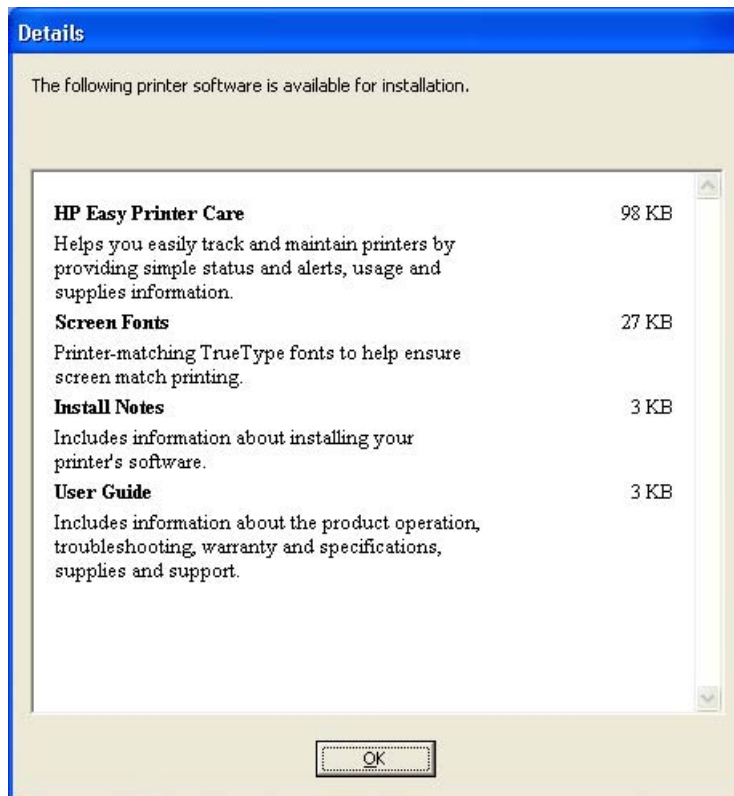 Details
The following printer software is available for installation.
HP Easy Printer Care 98 KB
Helps you easily track and maintain printers by
providing simple status and alerts, usage and
supplies information.
Screen Fonts 27 KB
Printer-matching TrueType fonts to help ensure
screen match printing.
Install Notes 3 KB
Includes information about installing your
printer's software.
User Guide 3 KB
Includes information about the product operation,
troubleshooting, warranty and specifications,
supplies and support.
OK